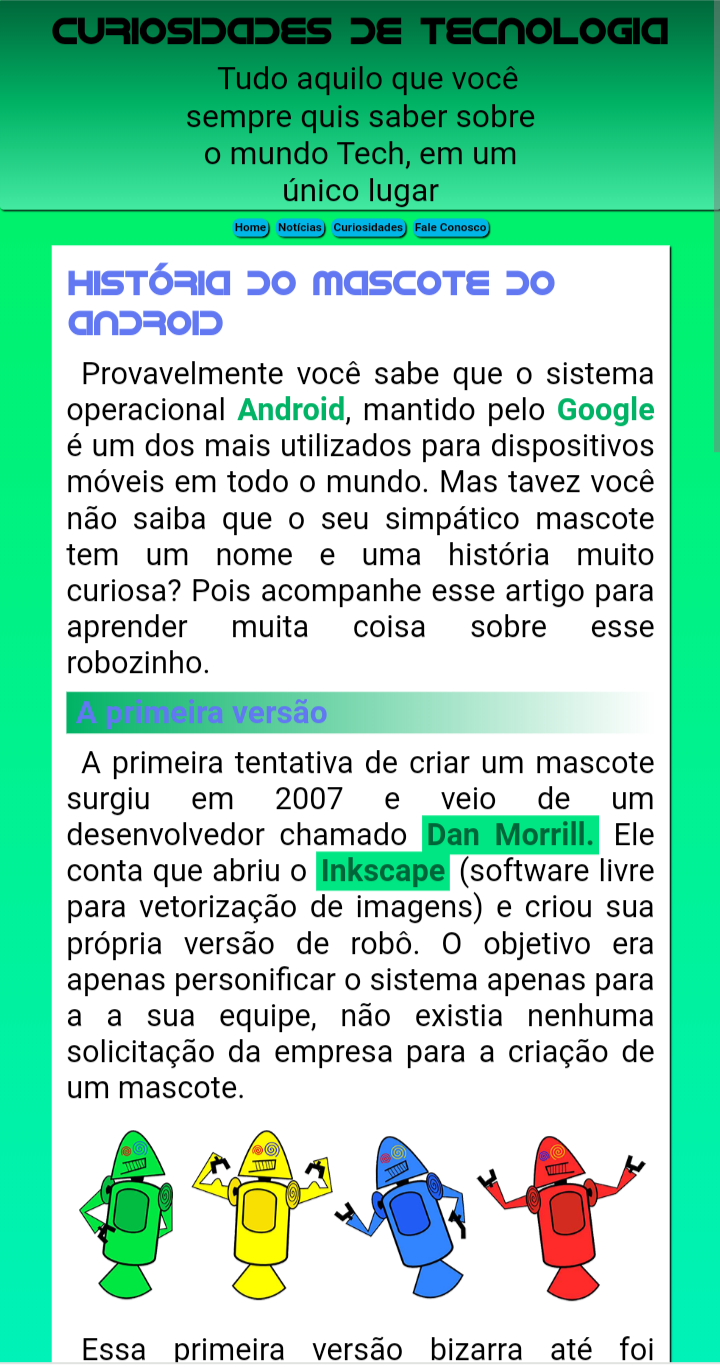 CURIOSIDADES DE TECNOLOGIA
Tudo aquilo que você
sempre quis saber sobre
o mundo Tech, em um
único lugar
Home Notícias Curiosidades Fale Conosco
HISTÓRIA DO MASCOTE DO
ANDROID
Provavelmente você sabe que o sistema
operacional Android, mantido pelo Google
é um dos mais utilizados para dispositivos
móveis em todo o mundo. Mas tavez você
não saiba que o seu simpático mascote
tem um nome e uma história muito
curiosa? Pois acompanhe esse artigo para
aprender muita coisa sobre esse
robozinho.
A primeira versão
A primeira tentativa de criar um mascote
surgiu em 2007 e veio de um
desenvolvedor chamado Dan Morrill. Ele
conta que abriu o Inkscape (software livre
para vetorização de imagens) e criou sua
própria versão de robô. O objetivo era
apenas personificar o sistema apenas para
a a sua equipe, não existia nenhuma
solicitação da empresa para a criação de
um mascote.
Essa primeira versão bizarra até foi